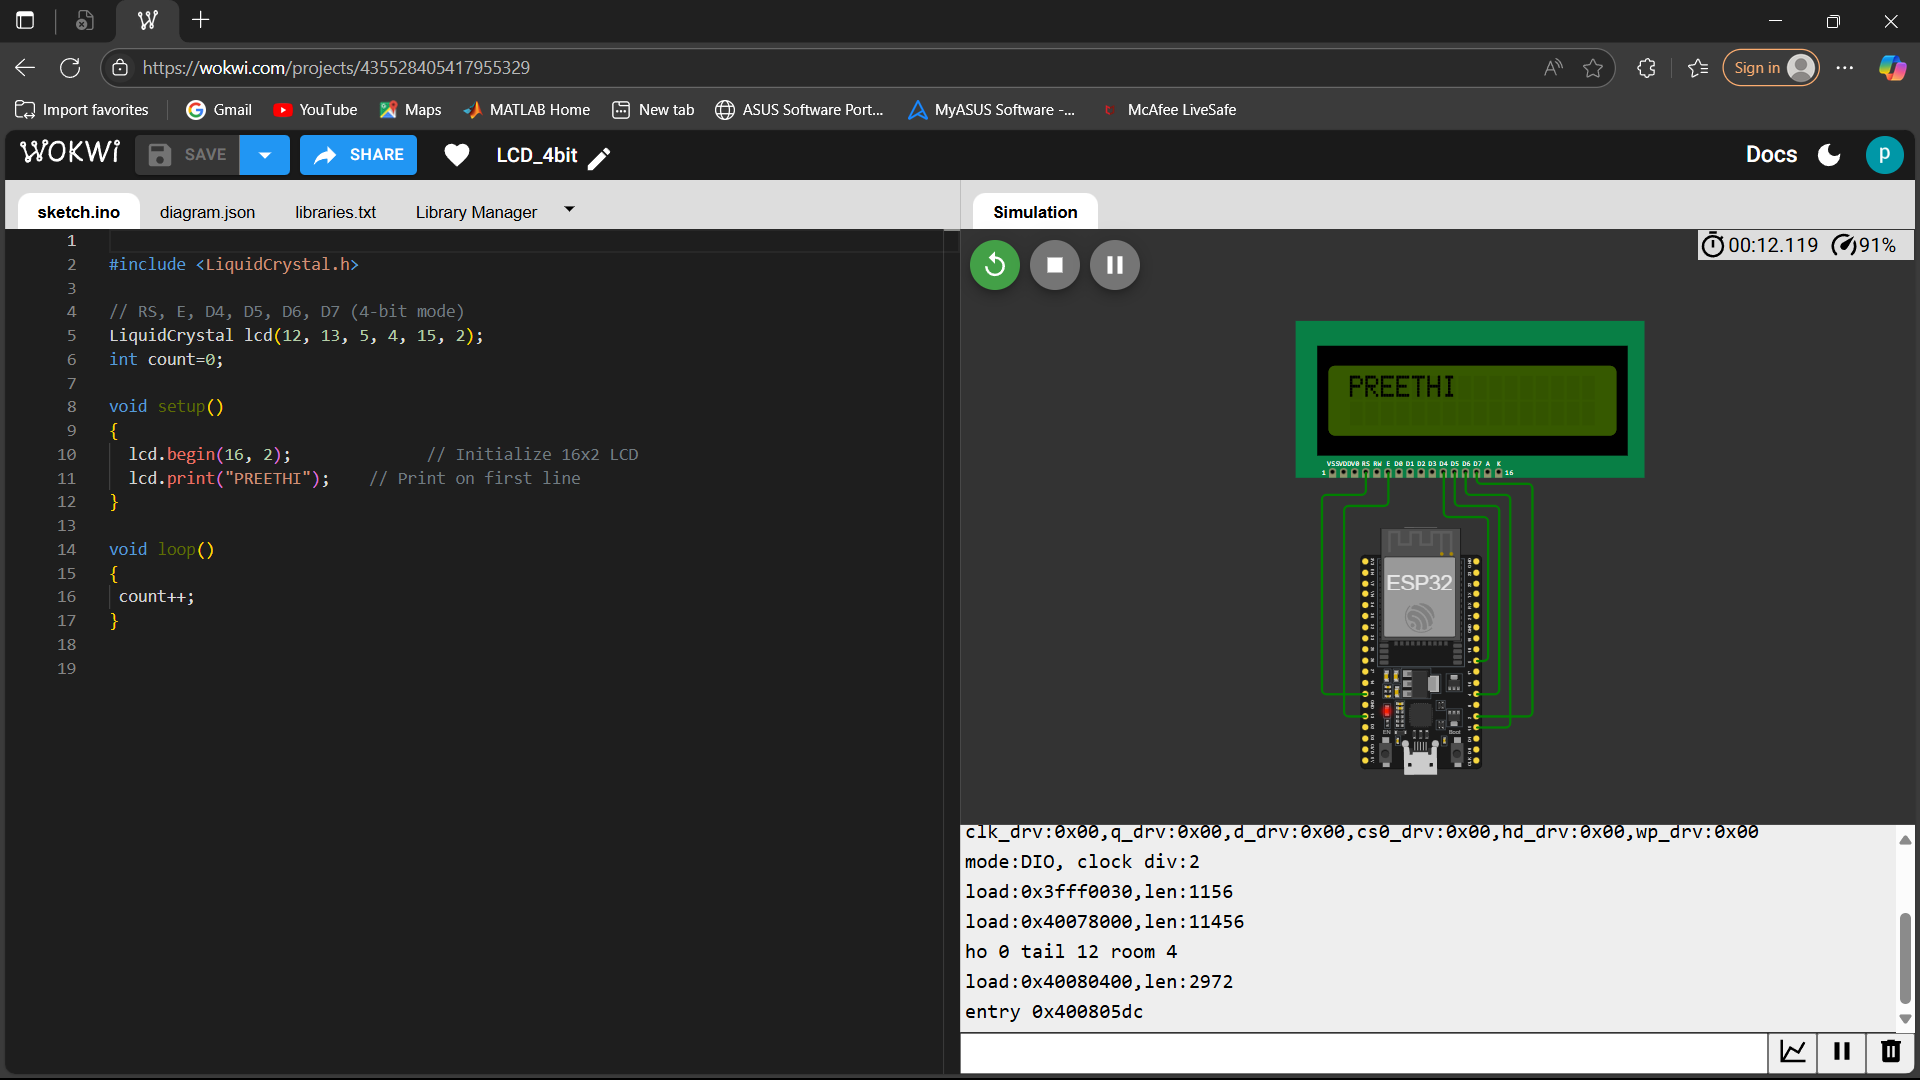 https://wokwi.com/projects/435528405417955329
Sign in
Import favorites
Gmail
YouTube
Maps
MATLAB Home
New tab
ASUS Software Port...
MyASUS Software -...
McAfee LiveSafe
WOKWi
SAVE
SHARE
LCD_4bit
Docs
p
sketch.ino
diagram.json
libraries.txt
Library Manager
Simulation
1
2 #include <LiquidCrystal.h>
3
4 // RS, E, D4, D5, D6, D7 (4-bit mode)
5 LiquidCrystal lcd(12, 13, 5, 4, 15, 2);
6 int count=0;
7
8 void setup()
9 {
10 lcd.begin(16, 2); // Initialize 16x2 LCD
11 lcd.print("PREETHI"); // Print on first line
12 }
13
14 void loop()
15 {
16 count++;
17 }
18
19
00:12.119 91%
PREETHI
VSS VDD V0 RS RW E D0 D1 D2 D3 D4 D5 D6 D7 A K
1 16
ESP32
EN
Boot
clk_drv:0x00,q_drv:0x00,d_drv:0x00,cs0_drv:0x00,hd_drv:0x00,wp_drv:0x00
mode:DIO, clock div:2
load:0x3fff0030,len:1156
load:0x40078000,len:11456
ho 0 tail 12 room 4
load:0x40080400,len:2972
entry 0x400805dc